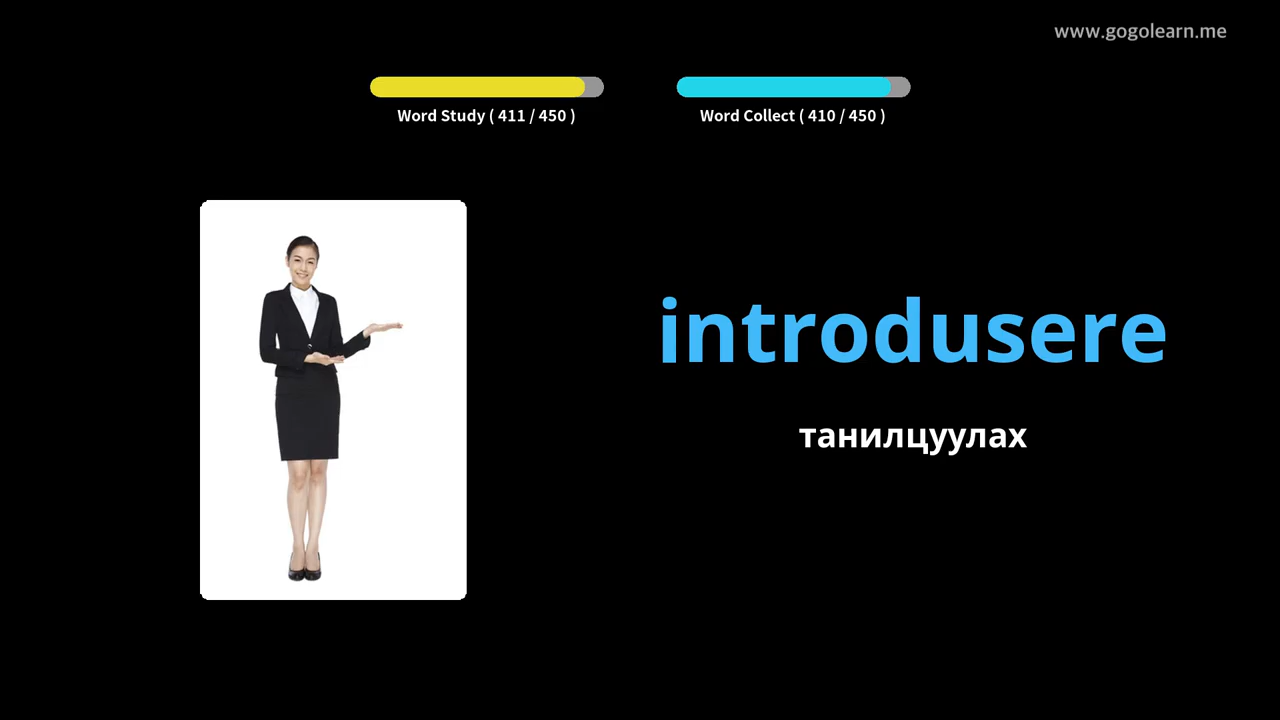 www.gogolearn.me
Word Study ( 411 / 450 )
Word Collect ( 410 / 450 )
introdusere
танилцуулах